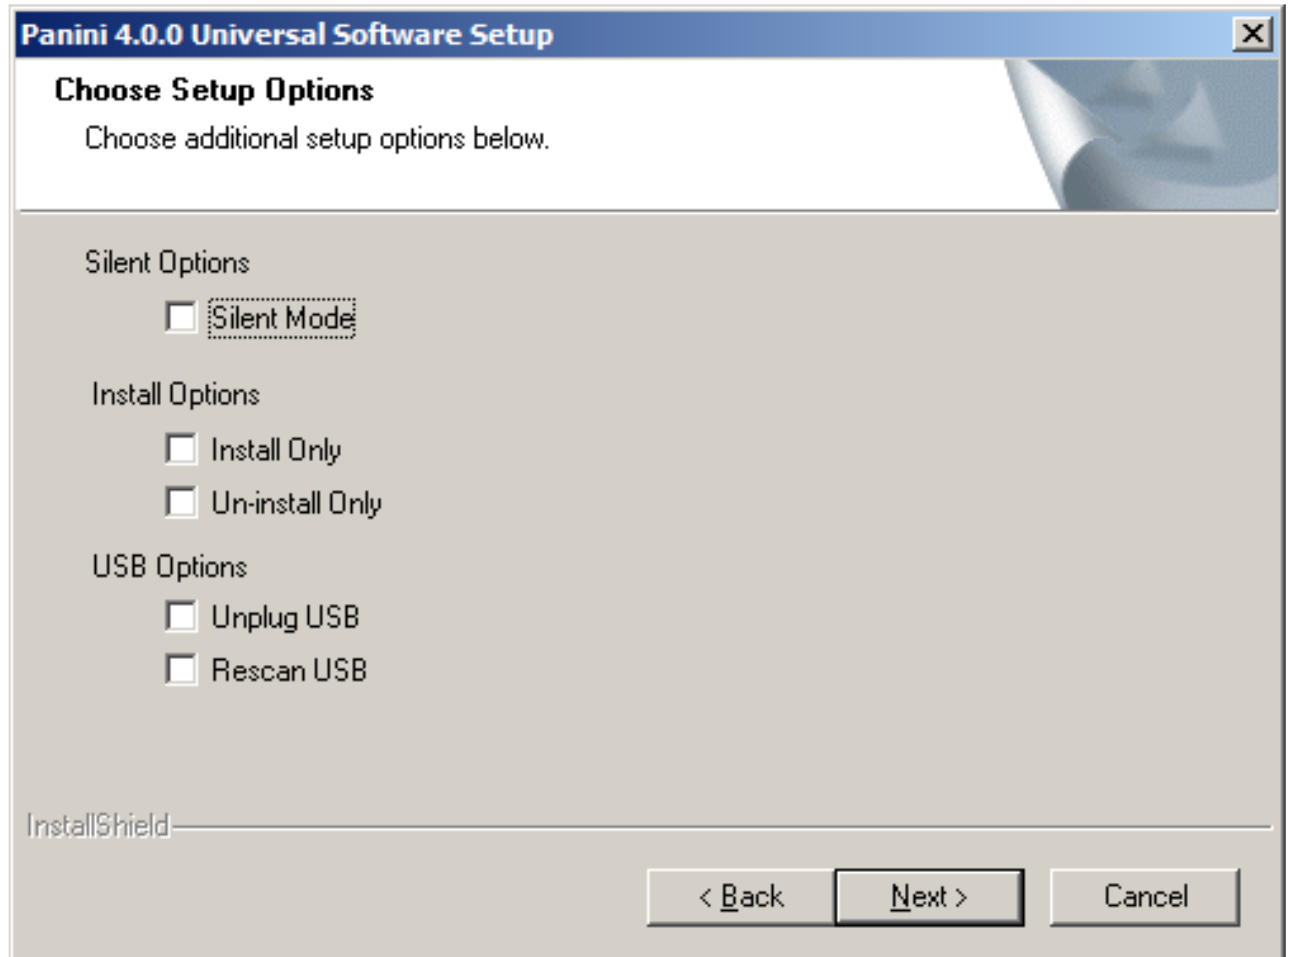 Panini 4.0.0 Universal Software Setup
Choose Setup Options
Choose additional setup options below.
Silent Options
Silent Mode
Install Options
Install Only
Un-install Only
USB Options
Unplug USB
Rescan USB
InstallShield
< Back Next > Cancel